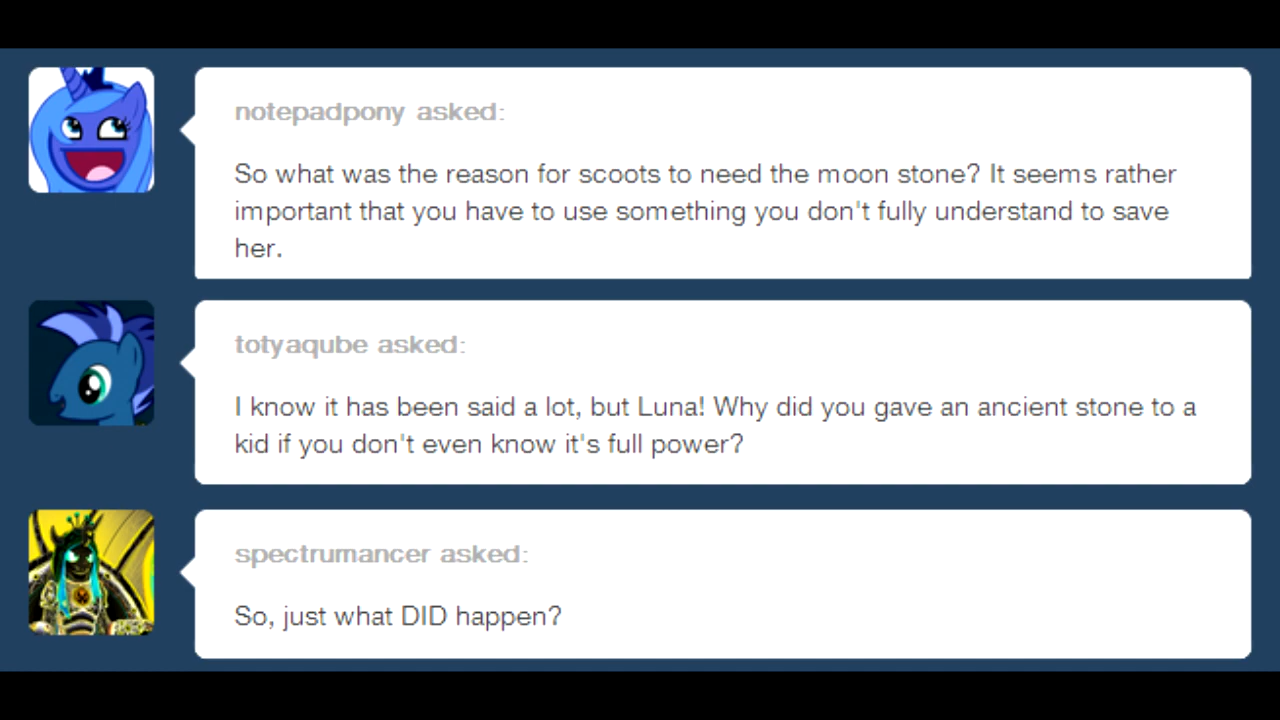 notepadpony asked:
So what was the reason for scoots to need the moon stone? It seems rather
important that you have to use something you don't fully understand to save
her.
totyaqube asked:
I know it has been said a lot, but Luna! Why did you gave an ancient stone to a
kid if you don't even know it's full power?
spectrumancer asked:
So, just what DID happen?